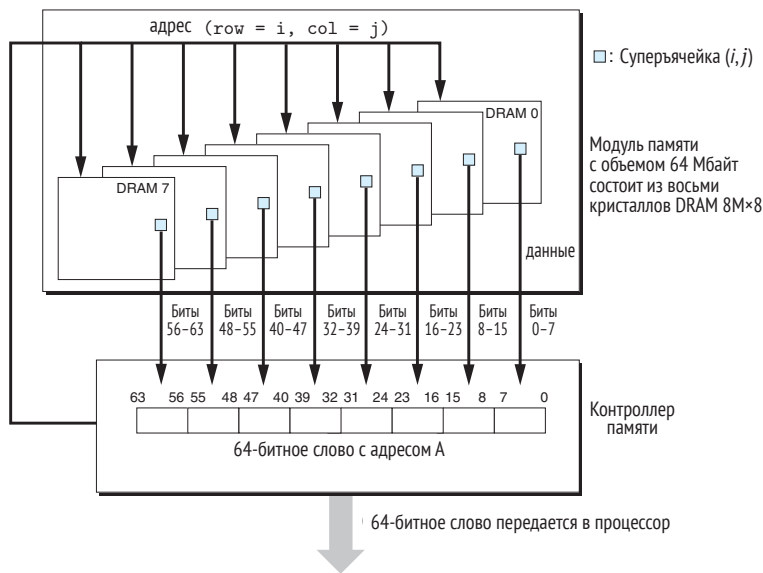 адрес (row = i, col = j)
: Суперъячейка (i, j)
DRAM 0
DRAM 7
Модуль памяти
с объемом 64 Мбайт
состоит из восьми
кристаллов DRAM 8M×8
данные
Биты
56–63
Биты
48–55
Биты
40–47
Биты
32–39
Биты
24–31
Биты
16–23
Биты
8–15
Биты
0–7
63 56 55 48 47 40 39 32 31 24 23 16 15 8 7 0
Контроллер
памяти
64-битное слово с адресом A
64-битное слово передается в процессор